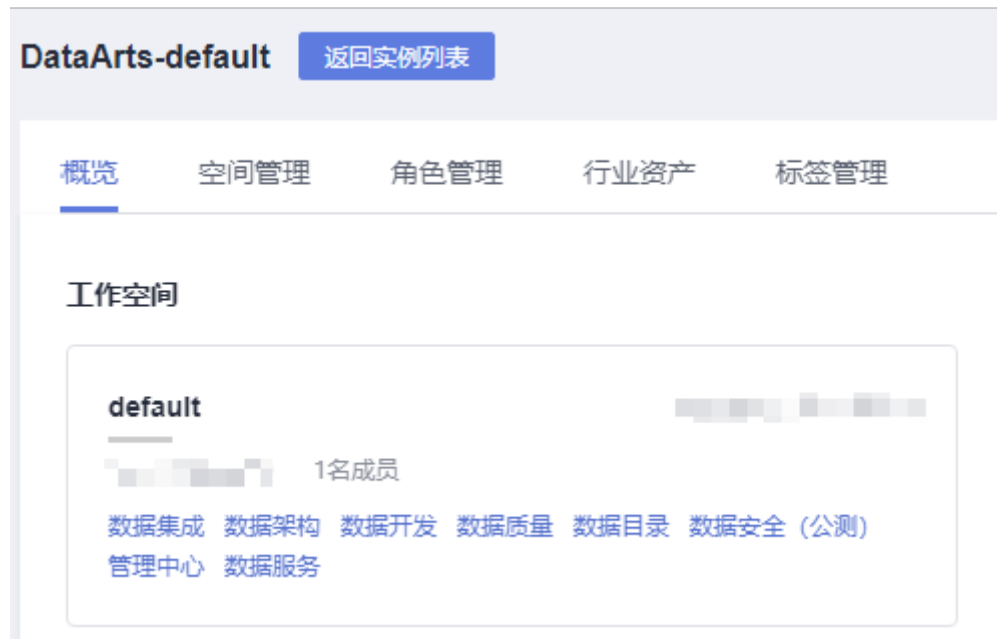 DataArts-default 返回实例列表
概览 空间管理 角色管理 行业资产 标签管理
工作空间
default
1名成员
数据集成 数据架构 数据开发 数据质量 数据目录 数据安全 (公测)
管理中心 数据服务